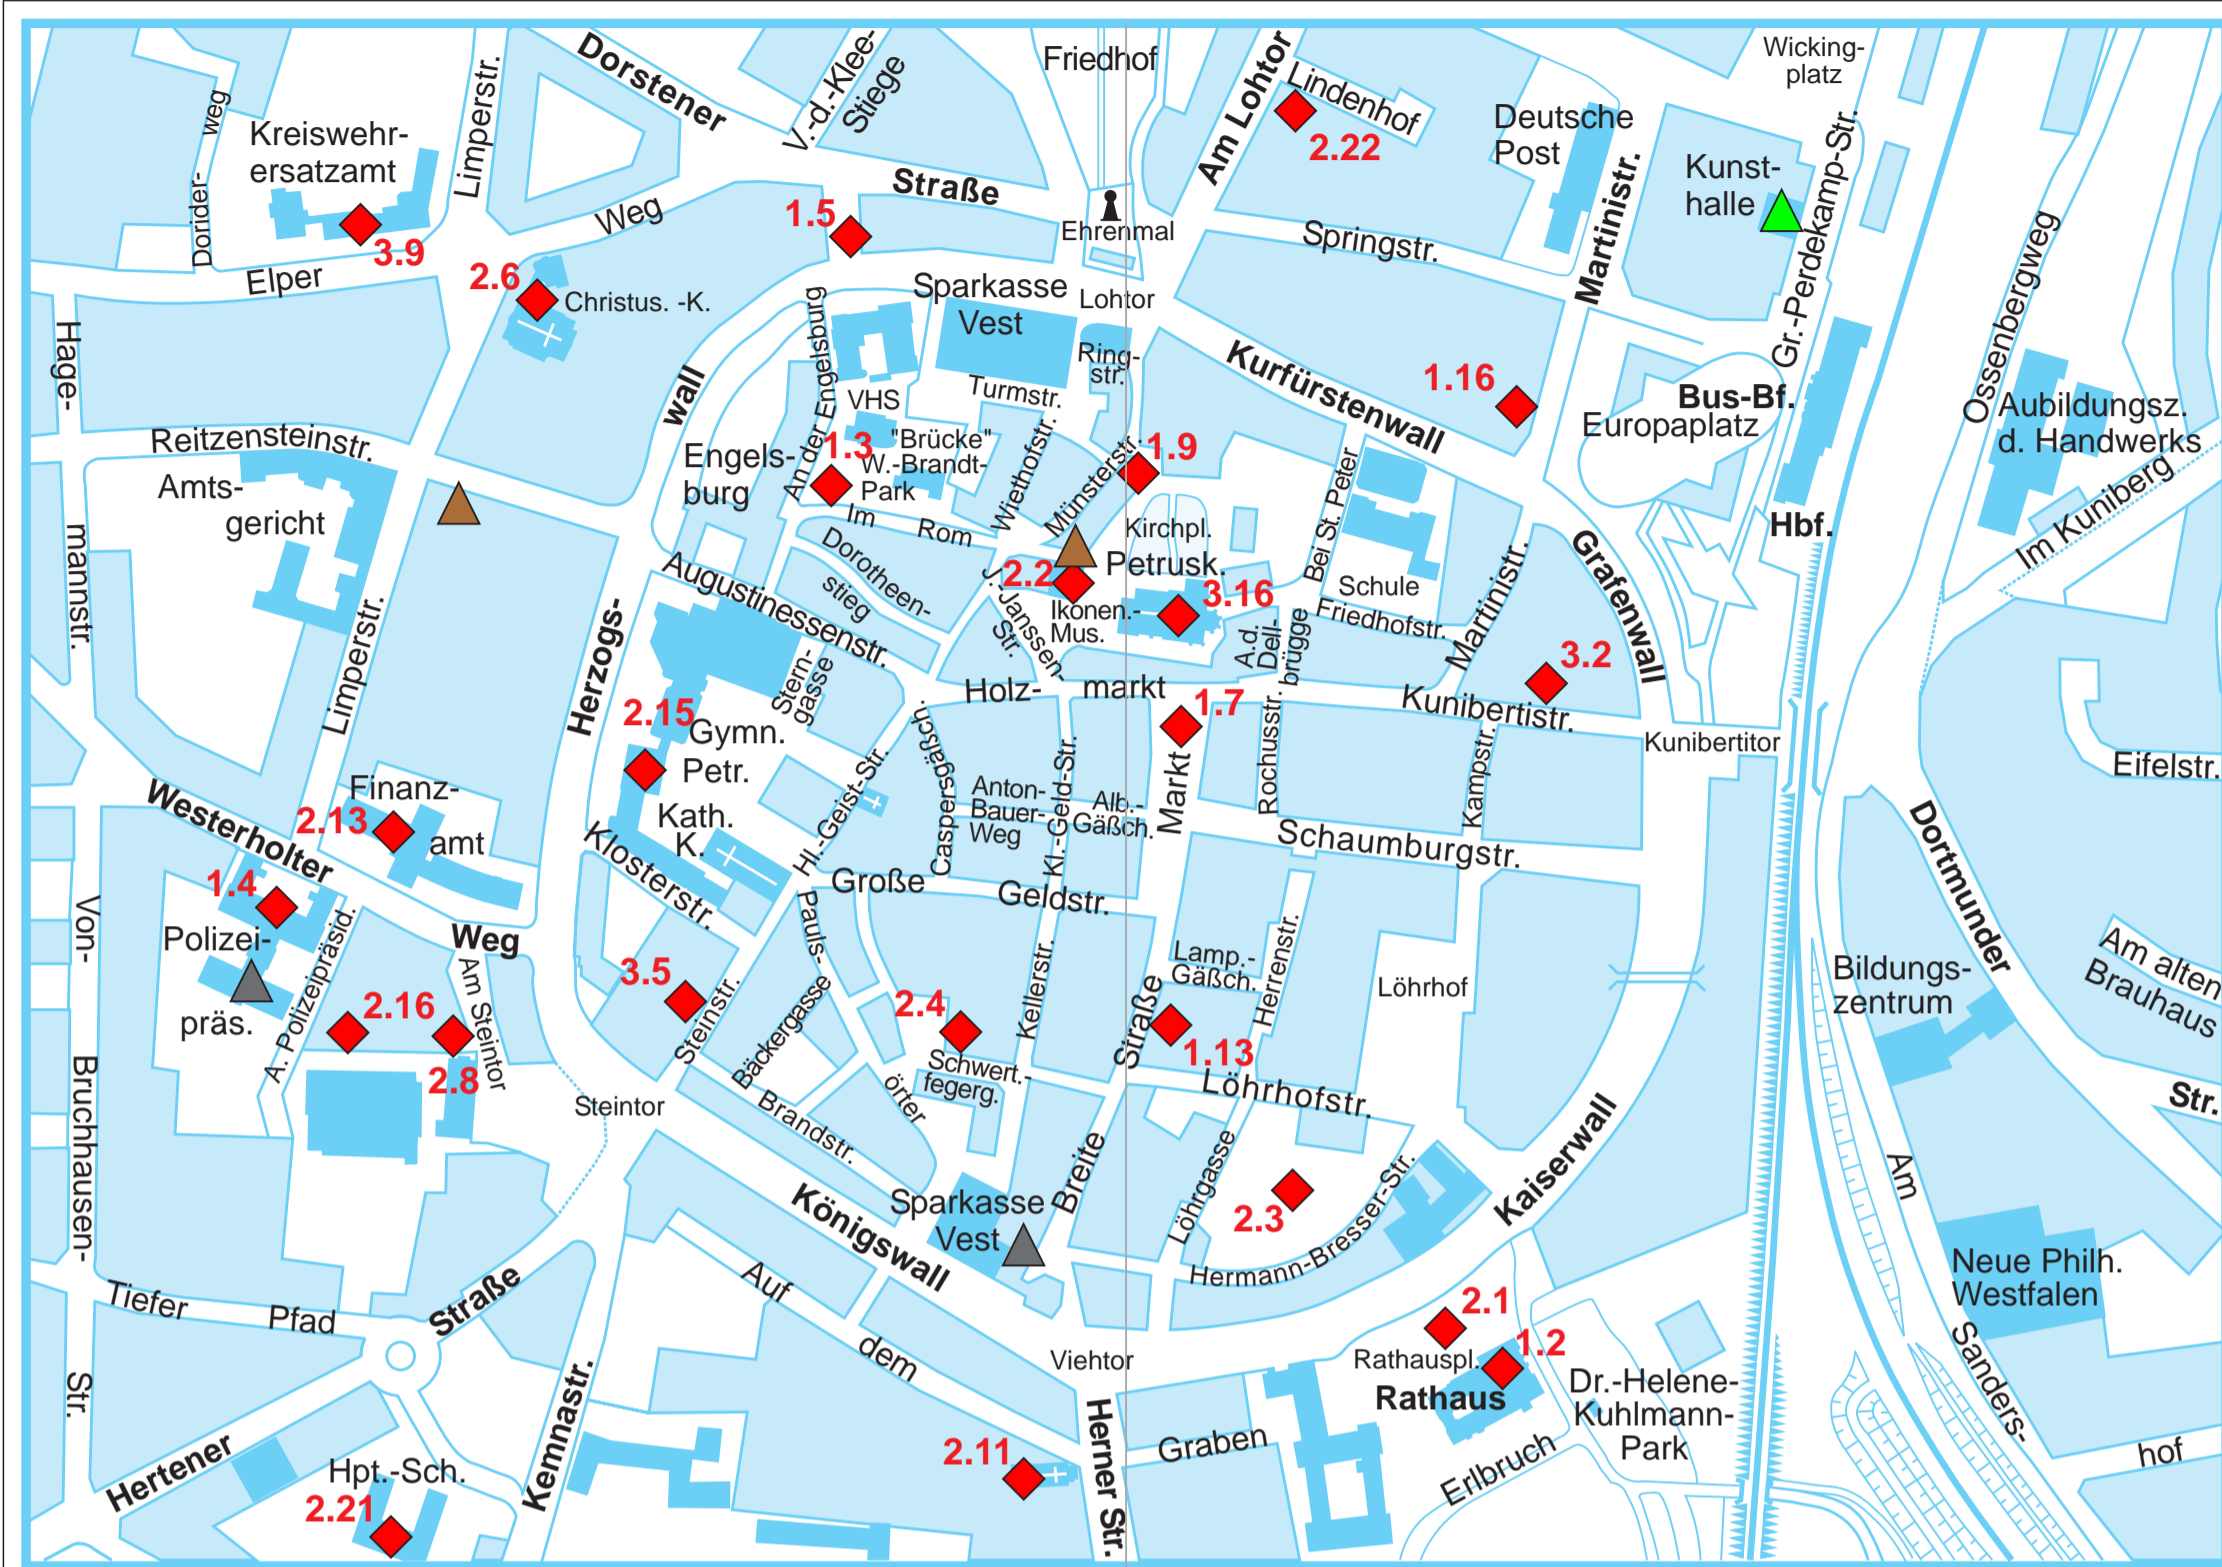 Dorstener
Straße
V.-d.-Klee-
Stiege
Friedhof
Am Lohtor
Lindenhof
2.22
Deutsche
Post
Wicking-
platz
Kunst-
halle
Gr.-Perdekamp-Str.
Martinistr.
Ossenbergweg
Dorider-
weg
Kreiswehr-
ersatzamt
3.9
Limperstr.
Elper
Weg
1.5
Ehrenmal
Springstr.
2.6
Christus. -K.
Sparkasse
Vest
Lohtor
Ring-
str.
Turmstr.
Kurfürstenwall
1.16
Bus-Bf.
Europaplatz
Hbf.
Aubildungsz.
d. Handwerks
Im Kuniberg
Hage-
mannstr.
Reitzensteinstr.
Amts-
gericht
Limperstr.
Herzogs-
wall
Engels-
burg
An der Engelsburg
VHS
1.3
"Brücke"
W.-Brandt-
Park
Im
Rom
Wiethofstr.
Münsterstr.
1.9
Kirchpl.
Petrusk.
2.2
Ikonen.-
Mus.
3.16
Bei St. Peter
Schule
Friedhofstr.
Martinistr.
Grafenwall
3.2
Dorotheen-
stieg
Augustinessenstr.
J.-Janssen-
Str.
A.d.
Dell-
brügge
Holz-
markt
1.7
Kunibertistr.
Kunibertitor
Eifelstr.
Stern-
gasse
2.15
Gymn.
Petr.
Kath.
K.
Klosterstr.
Hl.-Geist-Str.
Caspersgäßch.
Anton-
Bauer-
Weg
Kl.-Geld-Str.
Alb.-
Gäßch.
Markt
Rochusstr.
Kampstr.
Schaumburgstr.
Westerholter
Weg
Finanz-
amt
2.13
1.4
Polizei-
präs.
A. Polizeipräsid.
2.16
2.8
Am Steintor
Große
Geldstr.
Pauls-
örter
Bäckergasse
3.5
Steinstr.
2.4
Schwert.-
fegerg.
Kellerstr.
Breite
Straße
Lamp.-
Gäßch.
Herrenstr.
1.13
Löhrhof
Löhrhofstr.
Löhrgasse
2.3
Hermann-Bresser-Str.
Kaiserwall
Dortmunder
Str.
Bildungs-
zentrum
Am alten
Brauhaus
Von-
Bruchhausen-
Str.
Steintor
Brandstr.
Königswall
Sparkasse
Vest
Tiefer
Pfad
Hertener
Straße
Kemnastr.
Auf
dem
Graben
Viehtor
Herner Str.
2.11
Hpt.-Sch.
2.21
2.1
Rathauspl.
1.2
Rathaus
Erlbruch
Dr.-Helene-
Kuhlmann-
Park
Neue Philh.
Westfalen
Am
Sanders-
hof